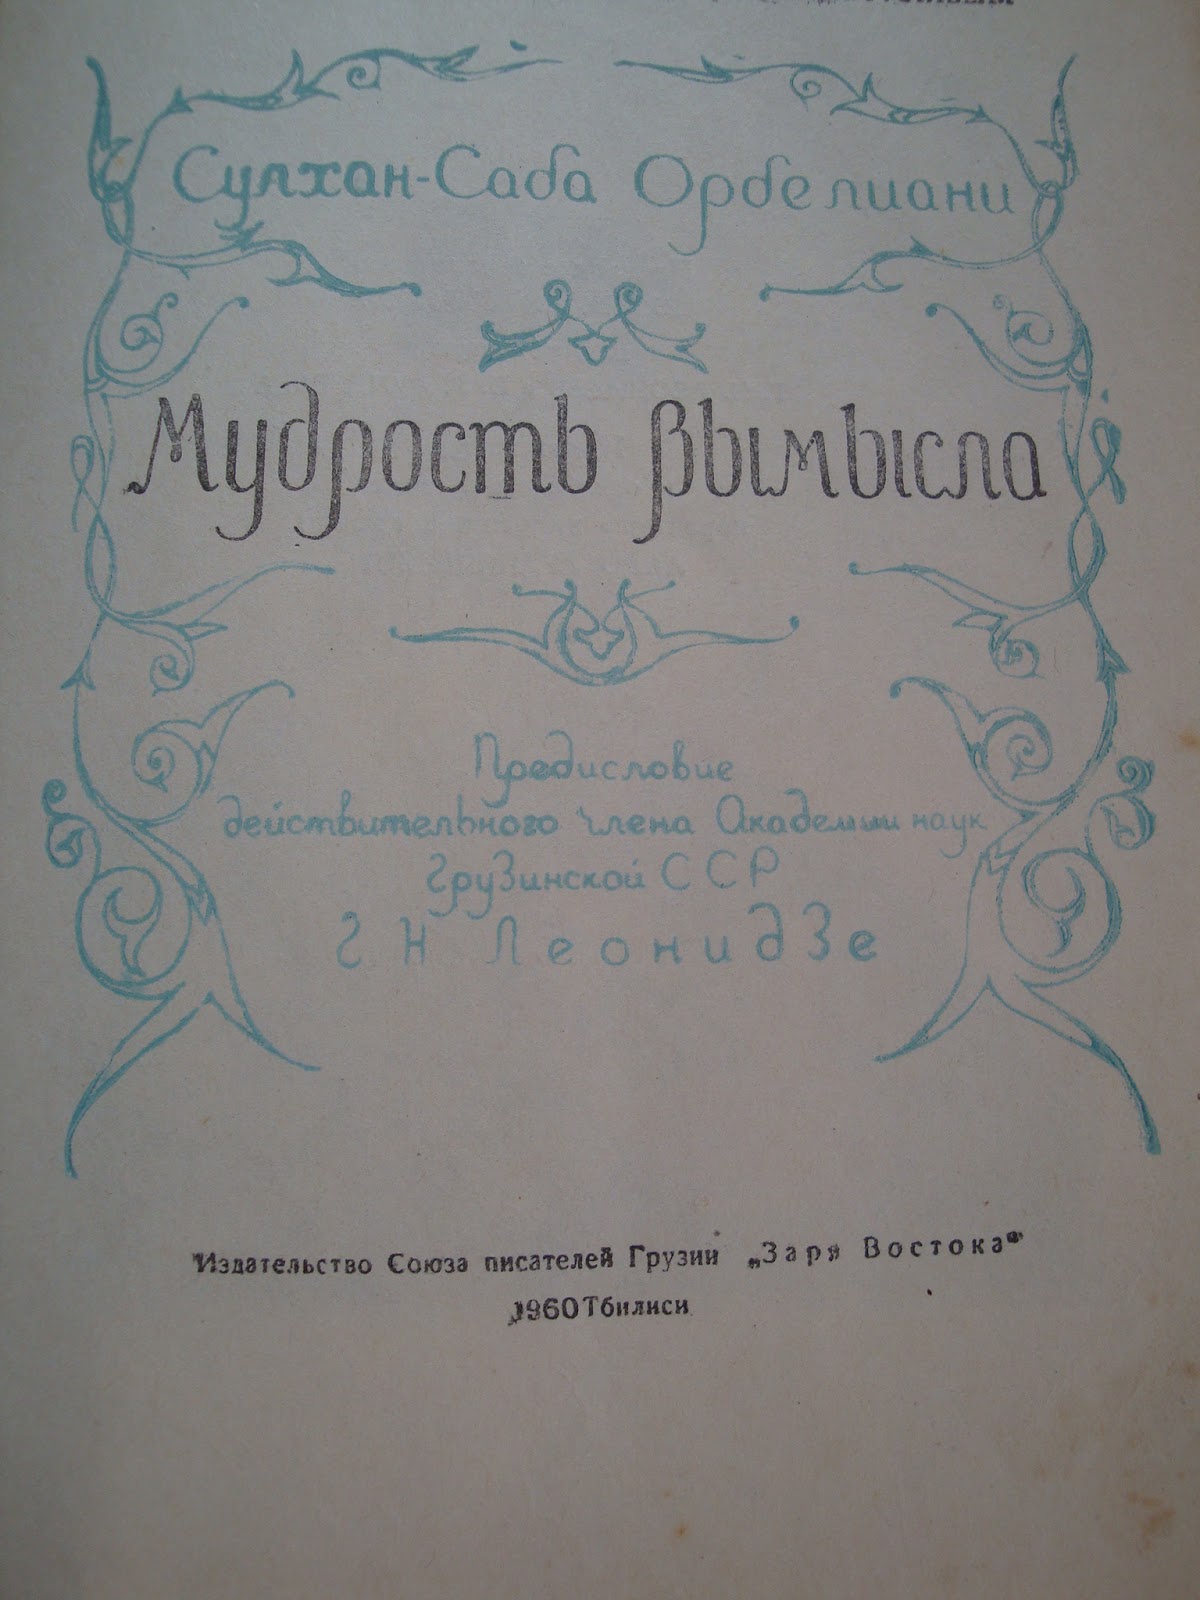 Сулхан-Саба Орбелиани
Мудрость вымысла
Предисловие
действительного члена Академии наук
Грузинской ССР
Г Н Леонидзе
Издательство Союза писателей Грузии „Заря Востока“
1960 Тбилиси